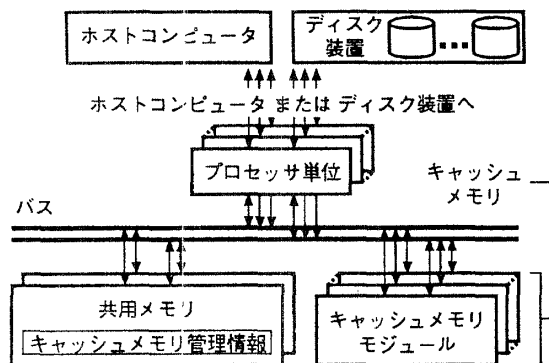 ホストコンピュータ
ディスク
装置
ホストコンピュータ または ディスク装置へ
プロセッサ単位
キャッシュ
メモリ
バス
共用メモリ
キャッシュメモリ管理情報
キャッシュメモリ
モジュール